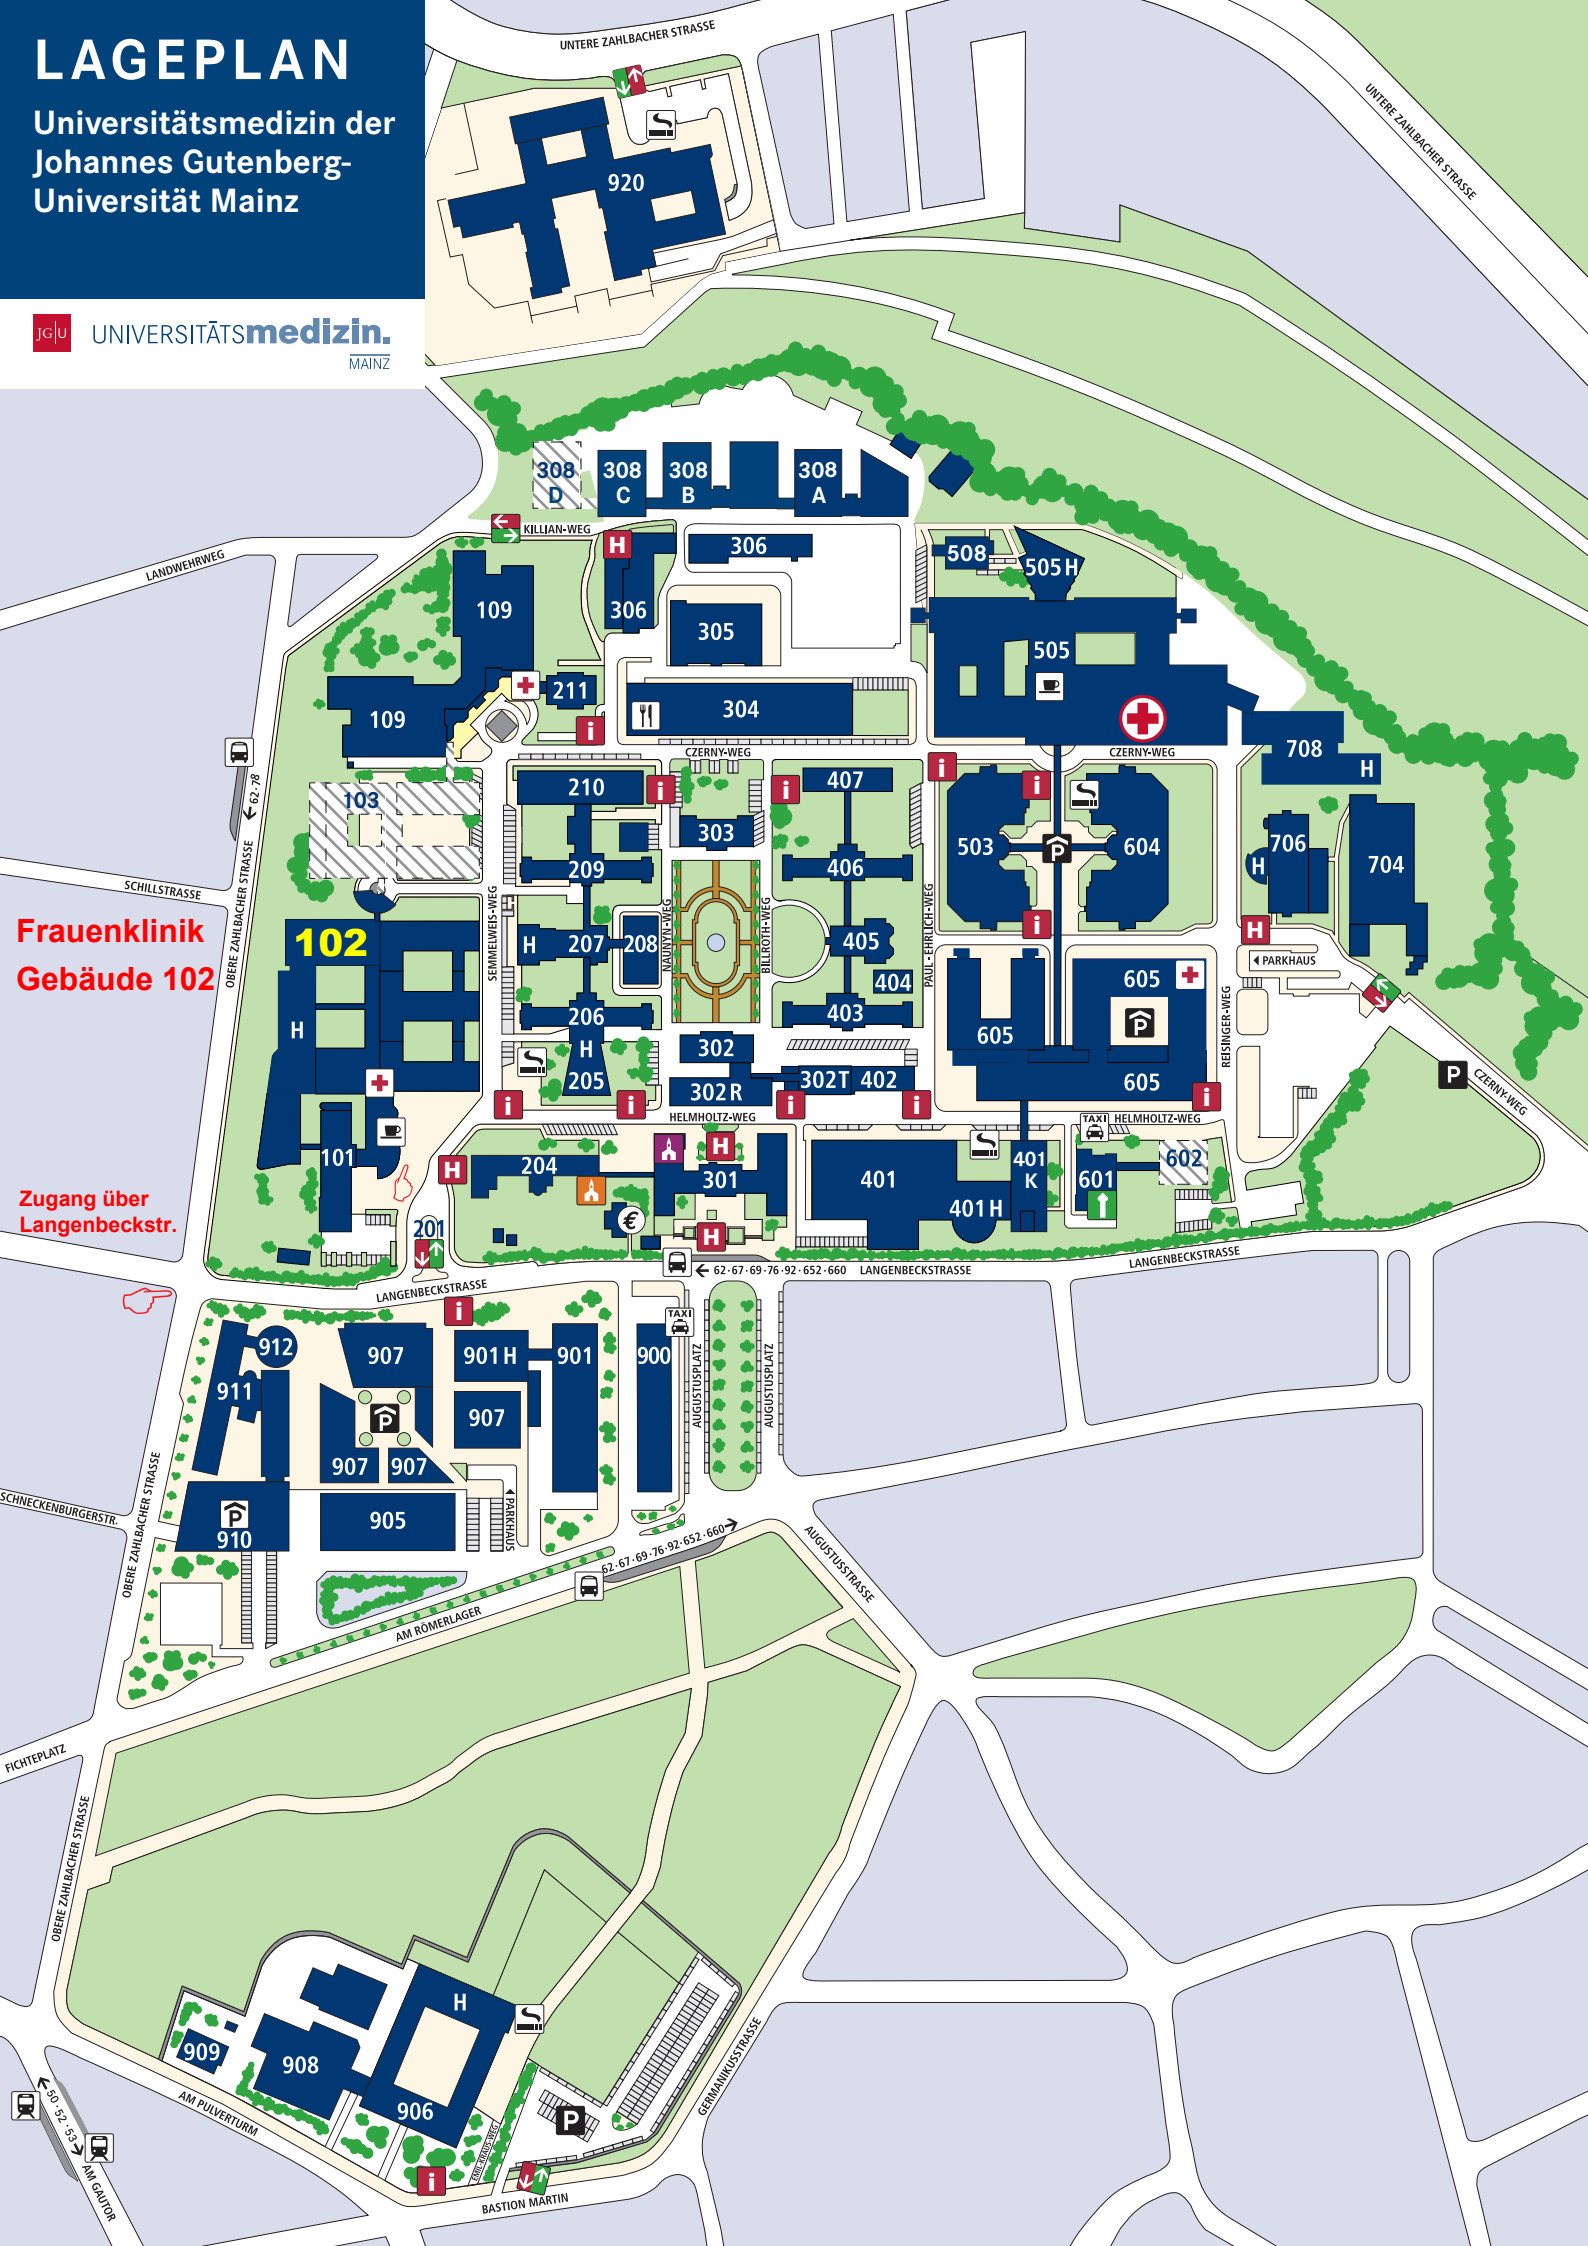 LAGEPLAN
Universitätsmedizin der
Johannes Gutenberg-
Universität Mainz
JG|U
UNIVERSITÄTSmedizin.
MAINZ
UNTERE ZAHLBACHER STRASSE
UNTERE ZAHLBACHER STRASSE
UNTERE ZAHLBACHER STRASSE
920
308
D
308
C
308
B
308
A
KILLIAN-WEG
H
306
508
505 H
LANDWEHRWEG
109
306
305
505
211
109
304
i
CZERNY-WEG
CZERNY-WEG
708
H
62·78
103
210
i
i
407
i
i
303
503
P
604
H
706
704
209
406
SCHILLSTRASSE
OBERE ZAHLBACHER STRASSE
SEMMELWEIS-WEG
NAUNYN-WEG
BILLROTH-WEG
PAUL-EHRLICH-WEG
Frauenklinik
Gebäude 102
102
H
207
208
405
i
H
PARKHAUS
404
605
P
H
206
403
605
REISINGER-WEG
H
205
302
302 R
302T
402
605
P
CZERNY-WEG
i
i
i
i
i
HELMHOLTZ-WEG
HELMHOLTZ-WEG
TAXI
101
H
204
H
301
401
401
K
401 H
601
602
Zugang über
Langenbeckstr.
201
€
H
LANGENBECKSTRASSE
62·67·69·76·92·652·660
LANGENBECKSTRASSE
LANGENBECKSTRASSE
i
TAXI
912
907
901 H
901
900
911
P
907
AUGUSTUSPLATZ
AUGUSTUSPLATZ
907
907
SCHNECKENBURGERSTR.
OBERE ZAHLBACHER STRASSE
P
910
905
PARKHAUS
62·67·69·76·92·652·660
AUGUSTUSSTRASSE
AM RÖMERLAGER
FICHTEPLATZ
OBERE ZAHLBACHER STRASSE
H
909
908
906
P
GERMANIKUSSTRASSE
50·52·53
AM PULVERTURM
EMIL-KRAUS-WEG
AM GAUTOR
i
BASTION MARTIN